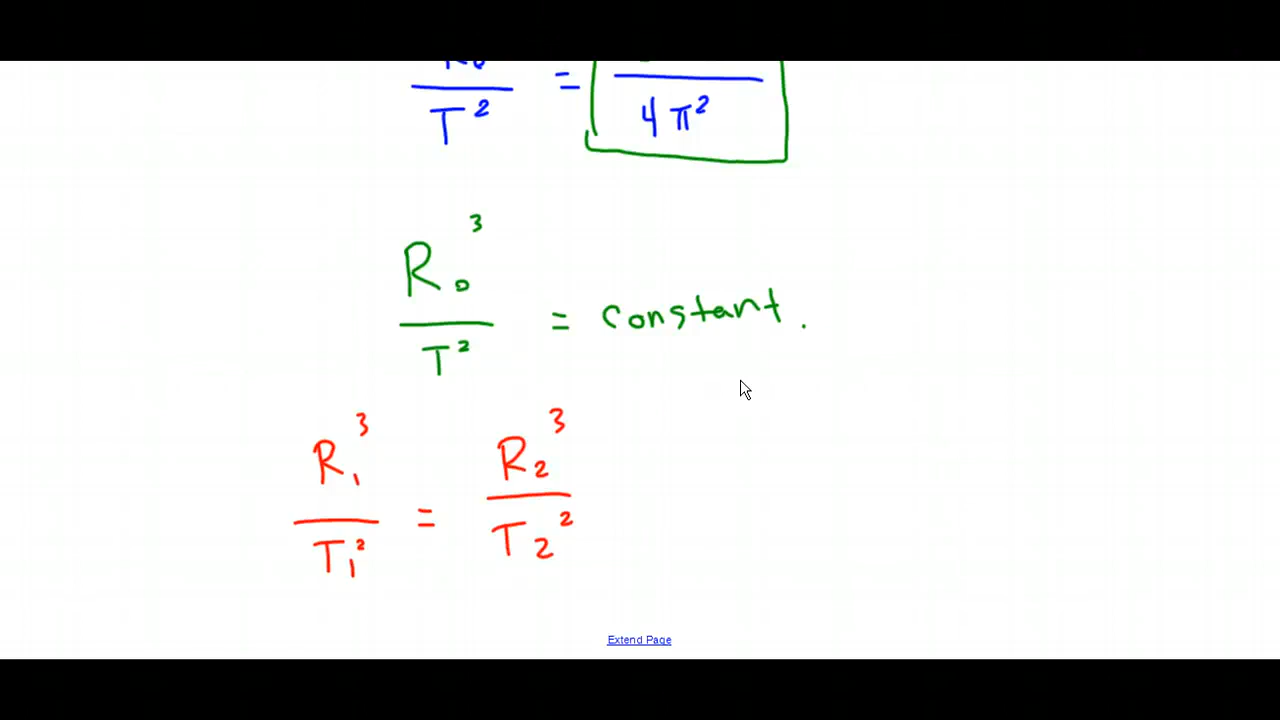 / T² = / 4π²
R₀³ / T² = constant.
R₁³ / T₁² = R₂³ / T₂²
Extend Page